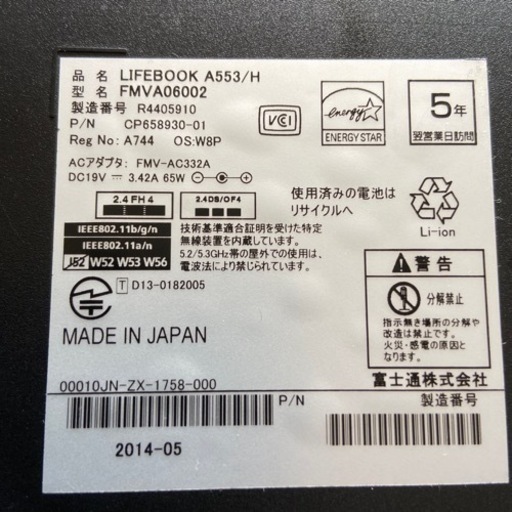 品 名 LIFEBOOK A553/H
型 名 FMVA06002
製造番号 R4405910
P/N CP658930-01
Reg No: A744 OS:W8P
VCCI
energy
ENERGY STAR
5年
翌営業日訪問
ACアダプタ: FMV-AC332A
DC19V 3.42A 65W
2.4 FH 4
2.4DS/OF4
IEEE802.11b/g/n
IEEE802.11a/n
J52 W52 W53 W56
使用済みの電池は
リサイクルへ
Li-ion
技術基準適合証明を受けた特定
無線装置を内蔵しています。
5.2/5.3GHz帯の屋外での使用は、
電波法により禁じられています。
T D13-0182005
MADE IN JAPAN
警告
分解禁止
指示無き場所の分解や
改造は禁止です。
火災・感電の原因と
なります。
00010JN-ZX-1758-000
富士通株式会社
P/N
製造番号
2014-05